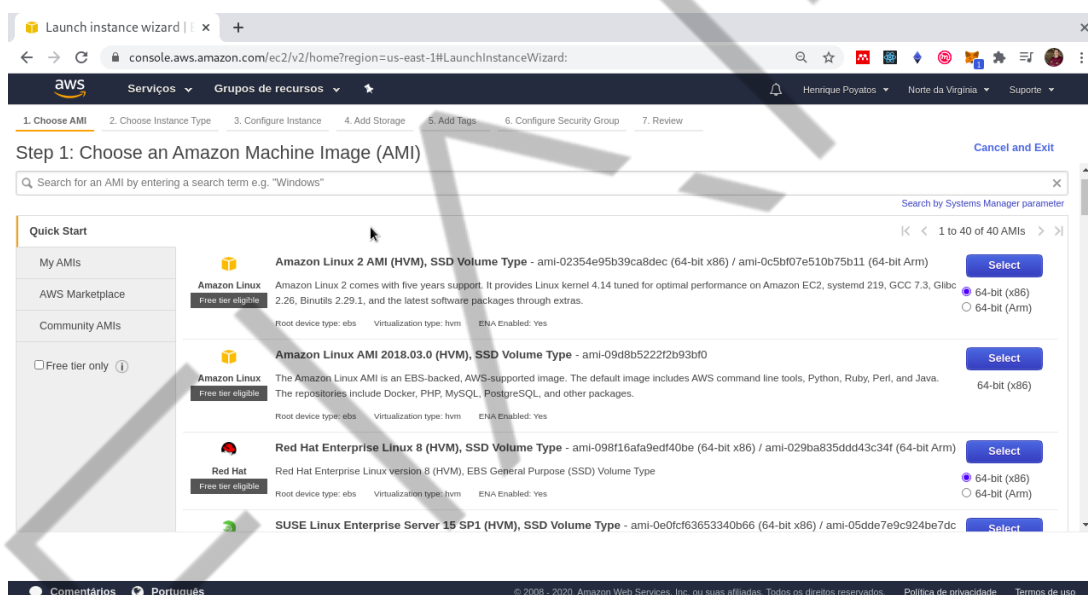 Launch instance wizard | E × +
console.aws.amazon.com/ec2/v2/home?region=us-east-1#LaunchInstanceWizard:
aws Serviços Grupos de recursos Henrique Poyatos Norte da Virgínia Suporte
1. Choose AMI 2. Choose Instance Type 3. Configure Instance 4. Add Storage 5. Add Tags 6. Configure Security Group 7. Review
Step 1: Choose an Amazon Machine Image (AMI)
Cancel and Exit
Search for an AMI by entering a search term e.g. "Windows"
Search by Systems Manager parameter
Quick Start
1 to 40 of 40 AMIs
My AMIs
AWS Marketplace
Community AMIs
Free tier only
Amazon Linux
Free tier eligible
Amazon Linux 2 AMI (HVM), SSD Volume Type - ami-02354e95b39ca8dec (64-bit x86) / ami-0c5bf07e510b75b11 (64-bit Arm)
Amazon Linux 2 comes with five years support. It provides Linux kernel 4.14 tuned for optimal performance on Amazon EC2, systemd 219, GCC 7.3, Glibc
2.26, Binutils 2.29.1, and the latest software packages through extras.
Root device type: ebs Virtualization type: hvm ENA Enabled: Yes
Select
64-bit (x86)
64-bit (Arm)
Amazon Linux
Free tier eligible
Amazon Linux AMI 2018.03.0 (HVM), SSD Volume Type - ami-09d8b5222f2b93bf0
The Amazon Linux AMI is an EBS-backed, AWS-supported image. The default image includes AWS command line tools, Python, Ruby, Perl, and Java.
The repositories include Docker, PHP, MySQL, PostgreSQL, and other packages.
Root device type: ebs Virtualization type: hvm ENA Enabled: Yes
Select
64-bit (x86)
Red Hat
Free tier eligible
Red Hat Enterprise Linux 8 (HVM), SSD Volume Type - ami-098f16afa9edf40be (64-bit x86) / ami-029ba835ddd43c34f (64-bit Arm)
Red Hat Enterprise Linux version 8 (HVM), EBS General Purpose (SSD) Volume Type
Root device type: ebs Virtualization type: hvm ENA Enabled: Yes
Select
64-bit (x86)
64-bit (Arm)
SUSE Linux Enterprise Server 15 SP1 (HVM), SSD Volume Type - ami-0e0fcf63653340b66 (64-bit x86) / ami-05dde7e9c924be7dc
Select
Comentários Português
© 2008 - 2020, Amazon Web Services, Inc. ou suas afiliadas. Todos os direitos reservados. Política de privacidade Termos de uso